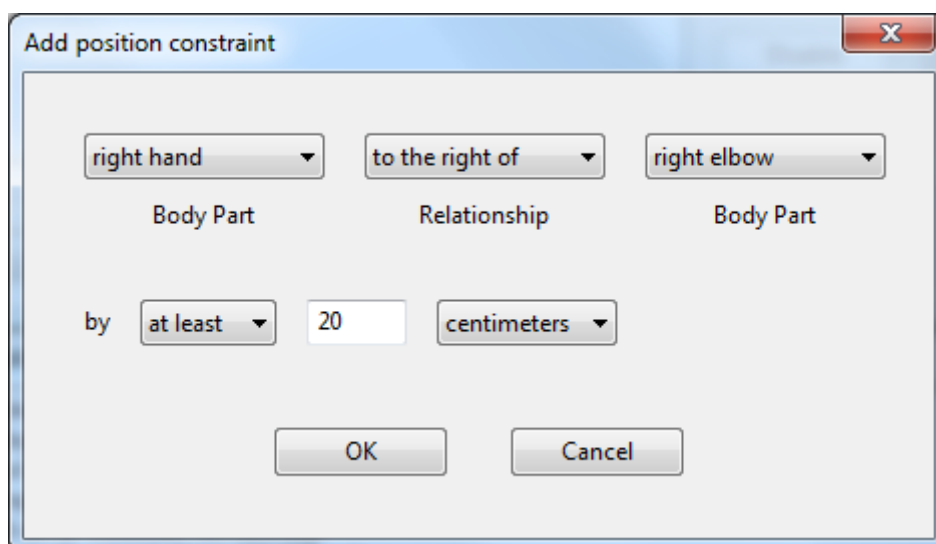 Add position constraint
right hand to the right of right elbow
Body Part Relationship Body Part
by at least 20 centimeters
OK Cancel